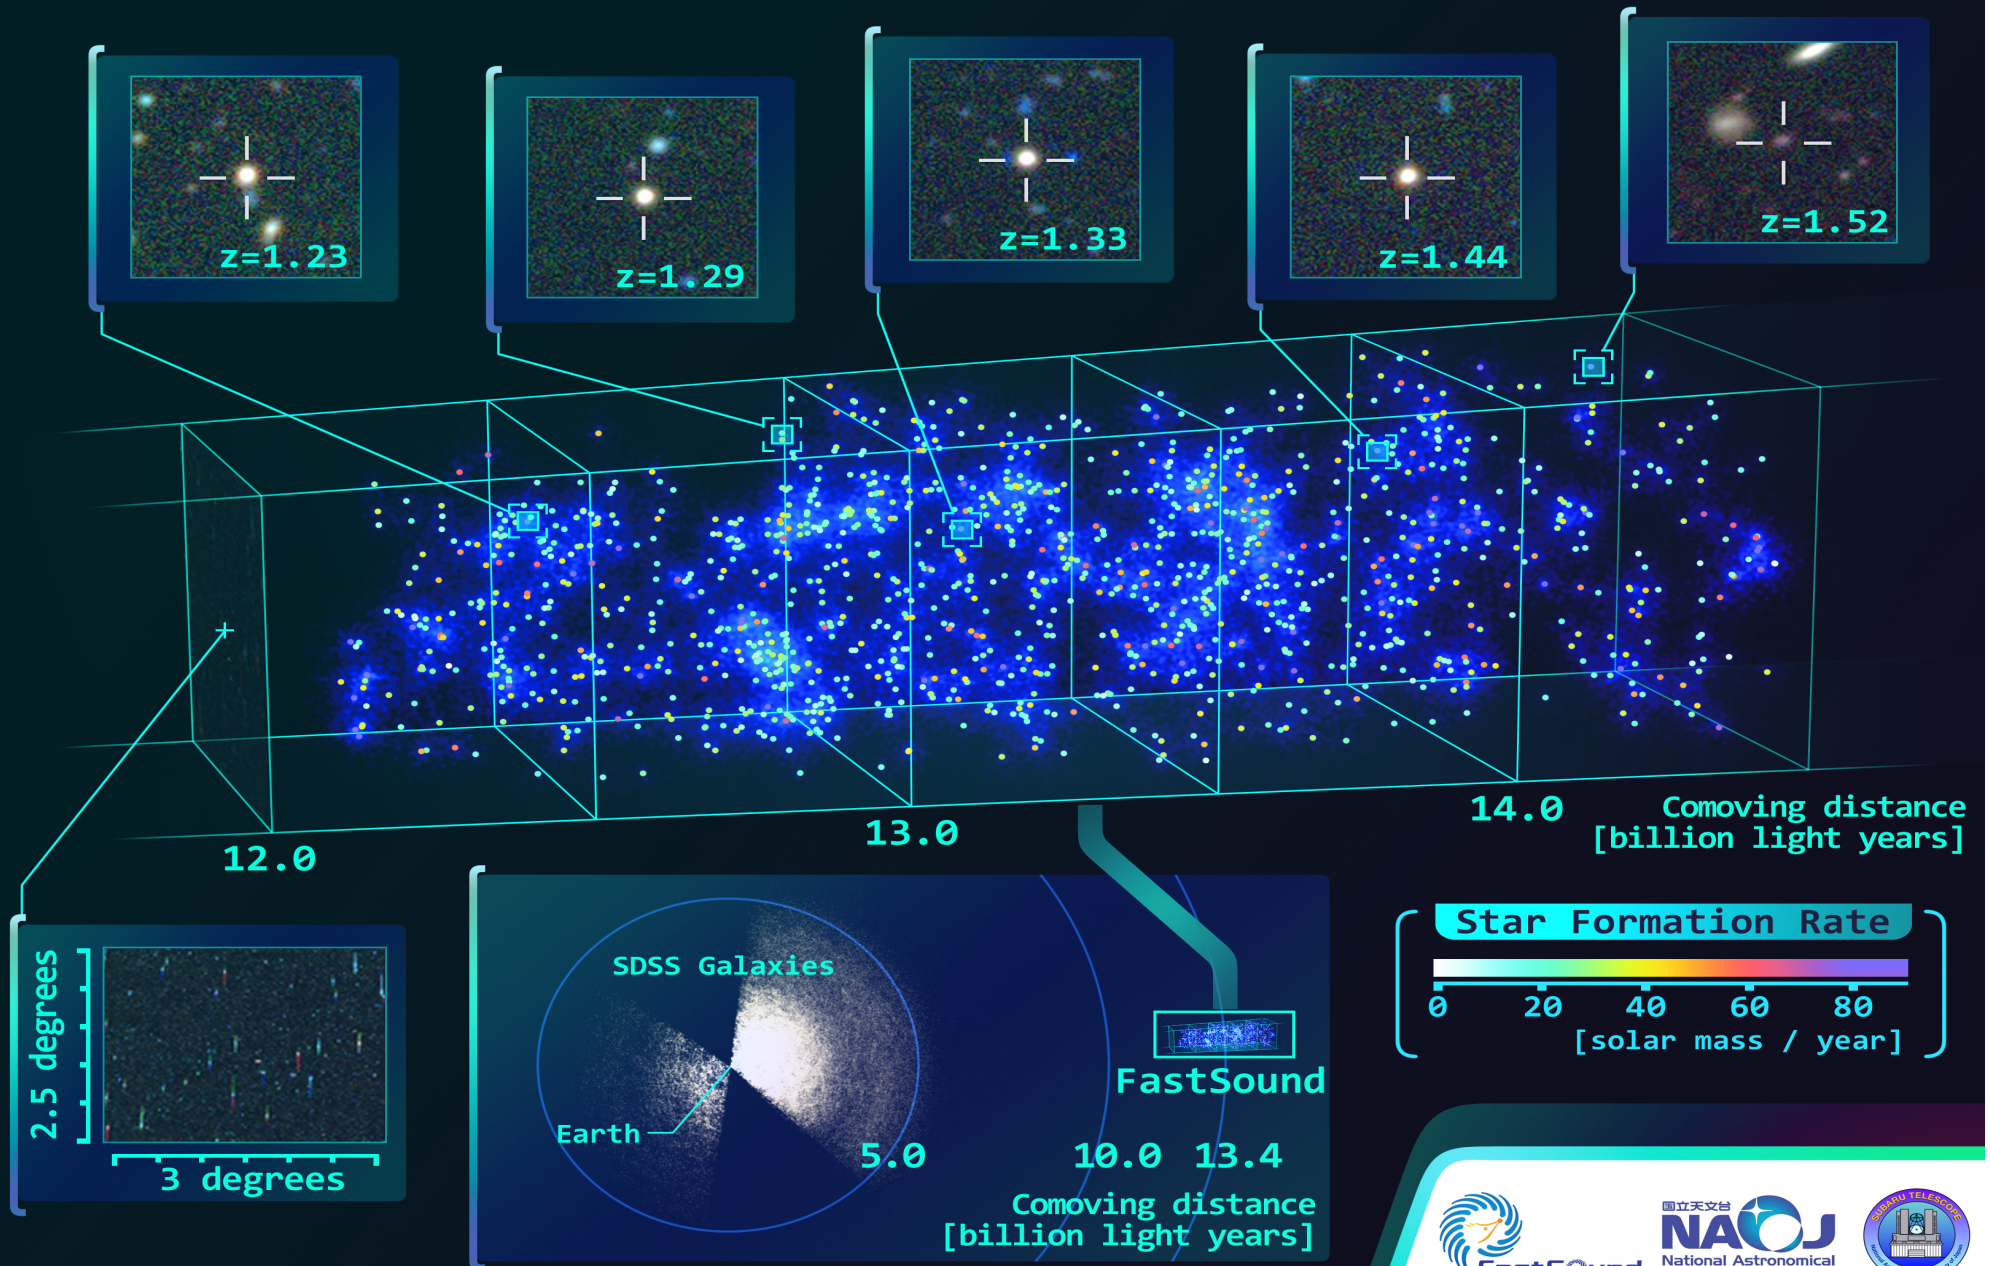 z=1.23
z=1.29
z=1.33
z=1.44
z=1.52
12.0
13.0
14.0
Comoving distance
[billion light years]
2.5 degrees
3 degrees
SDSS Galaxies
Earth
FastSound
5.0
10.0
13.4
Comoving distance
[billion light years]
Star Formation Rate
0 20 40 60 80
[solar mass / year]
FastSound
国立天文台
NAOJ
National Astronomical
SUBARU TELESCOPE